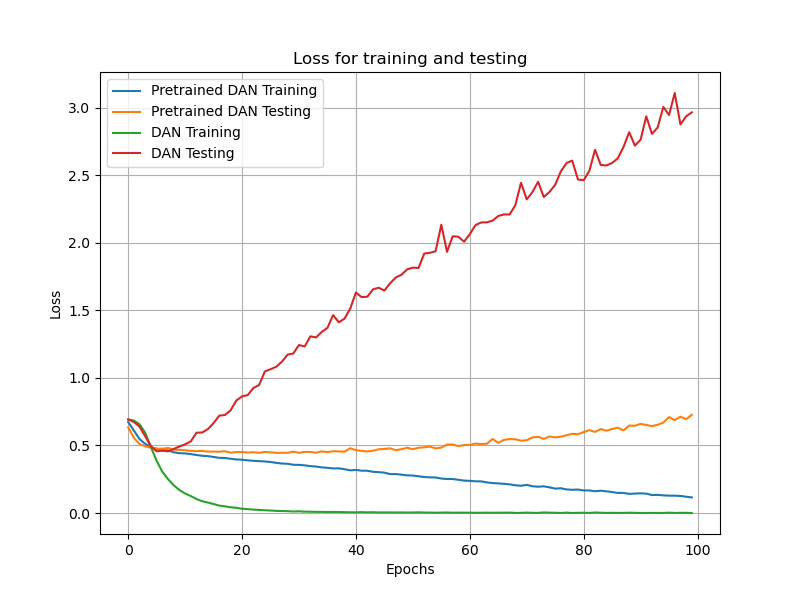 Loss for training and testing
Pretrained DAN Training
Pretrained DAN Testing
DAN Training
DAN Testing
3.0
2.5
2.0
1.5
1.0
0.5
0.0
Loss
0 20 40 60 80 100
Epochs